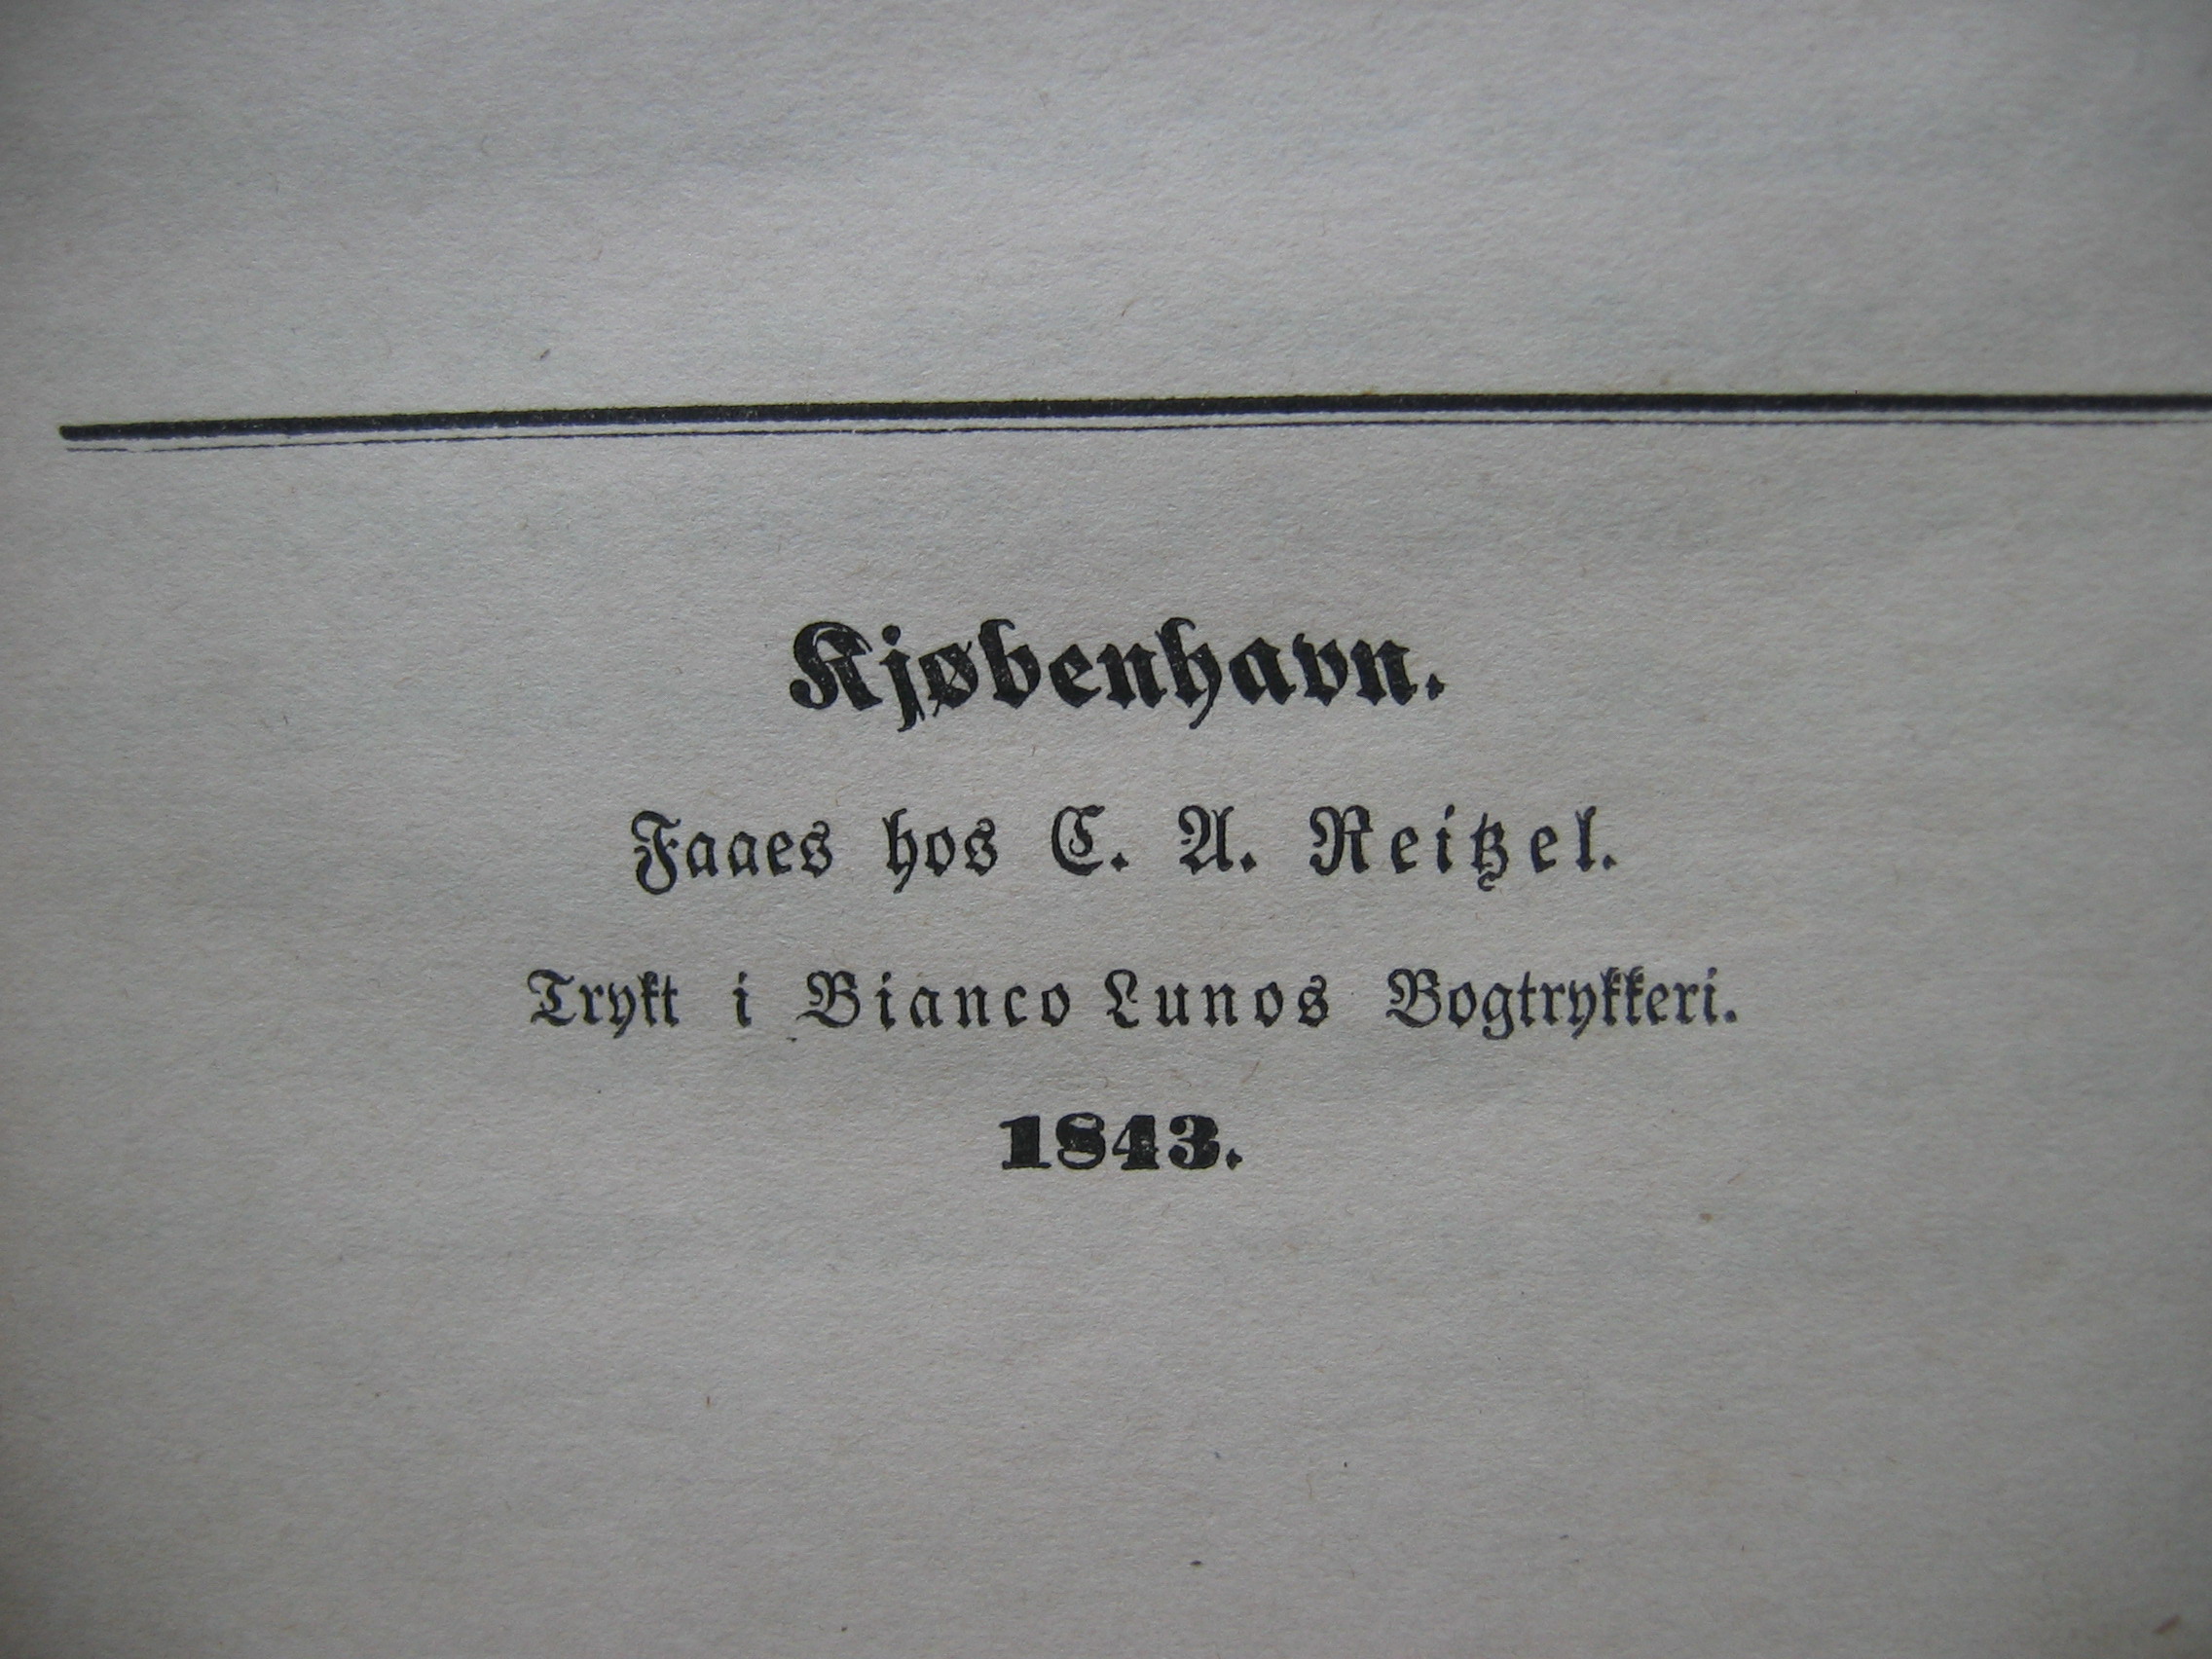 Kjøbenhavn.
Faaes hos C. A. Reitzel.
Trykt i Bianco Lunos Bogtrykkeri.
1843.